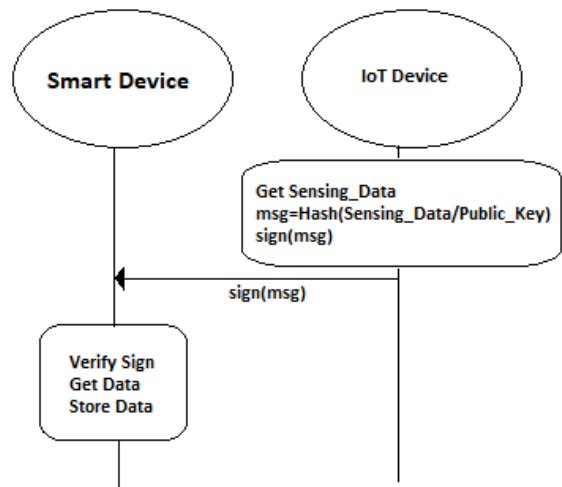 Smart Device
IoT Device
Get Sensing_Data
msg=Hash(Sensing_Data/Public_Key)
sign(msg)
sign(msg)
Verify Sign
Get Data
Store Data